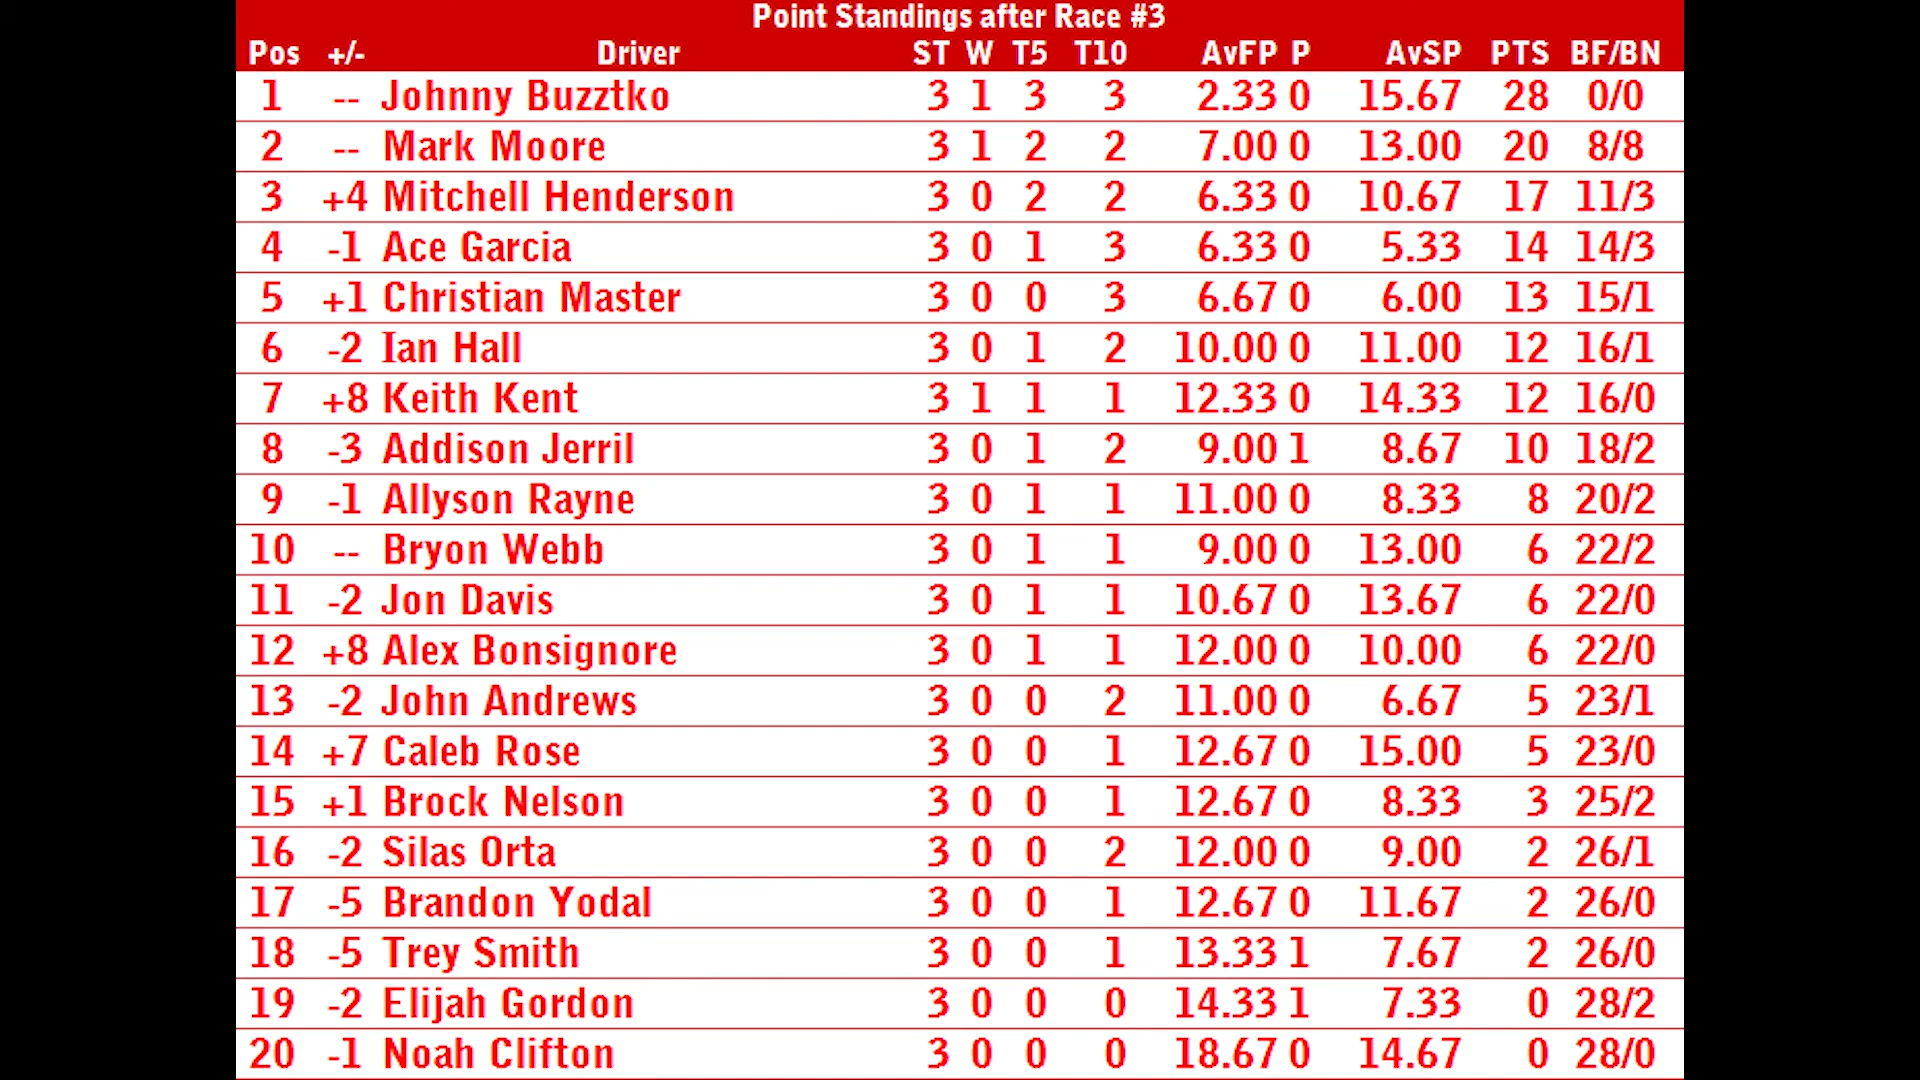 Point Standings after Race #3
Pos +/- Driver ST W T5 T10 AvFP P AvSP PTS BF/BN
1 -- Johnny Buzztko 3 1 3 3 2.33 0 15.67 28 0/0
2 -- Mark Moore 3 1 2 2 7.00 0 13.00 20 8/8
3 +4 Mitchell Henderson 3 0 2 2 6.33 0 10.67 17 11/3
4 -1 Ace Garcia 3 0 1 3 6.33 0 5.33 14 14/3
5 +1 Christian Master 3 0 0 3 6.67 0 6.00 13 15/1
6 -2 Ian Hall 3 0 1 2 10.00 0 11.00 12 16/1
7 +8 Keith Kent 3 1 1 1 12.33 0 14.33 12 16/0
8 -3 Addison Jerril 3 0 1 2 9.00 1 8.67 10 18/2
9 -1 Allyson Rayne 3 0 1 1 11.00 0 8.33 8 20/2
10 -- Bryon Webb 3 0 1 1 9.00 0 13.00 6 22/2
11 -2 Jon Davis 3 0 1 1 10.67 0 13.67 6 22/0
12 +8 Alex Bonsignore 3 0 1 1 12.00 0 10.00 6 22/0
13 -2 John Andrews 3 0 0 2 11.00 0 6.67 5 23/1
14 +7 Caleb Rose 3 0 0 1 12.67 0 15.00 5 23/0
15 +1 Brock Nelson 3 0 0 1 12.67 0 8.33 3 25/2
16 -2 Silas Orta 3 0 0 2 12.00 0 9.00 2 26/1
17 -5 Brandon Yodal 3 0 0 1 12.67 0 11.67 2 26/0
18 -5 Trey Smith 3 0 0 1 13.33 1 7.67 2 26/0
19 -2 Elijah Gordon 3 0 0 0 14.33 1 7.33 0 28/2
20 -1 Noah Clifton 3 0 0 0 18.67 0 14.67 0 28/0